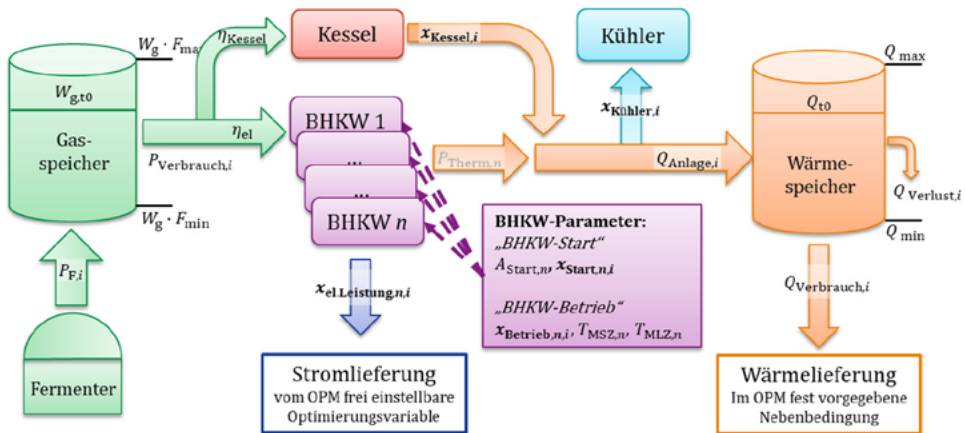 W_g · F_max
W_g,t0
Gas-
speicher
W_g · F_min
P_F,i
Fermenter
P_Verbrauch,i
η_Kessel
η_el
Kessel
x_Kessel,i
BHKW 1
...
...
BHKW n
P_Therm,n
Kühler
x_Kühler,i
Q_Anlage,i
Q_max
Q_t0
Wärme-
speicher
Q_Verlust,i
Q_min
Q_Verbrauch,i
BHKW-Parameter:
„BHKW-Start“
A_Start,n, x_Start,n,i
„BHKW-Betrieb“
x_Betrieb,n,i, T_MSZ,n, T_MLZ,n
x_el.Leistung,n,i
Stromlieferung
vom OPM frei einstellbare
Optimierungsvariable
Wärmelieferung
Im OPM fest vorgegebene
Nebenbedingung